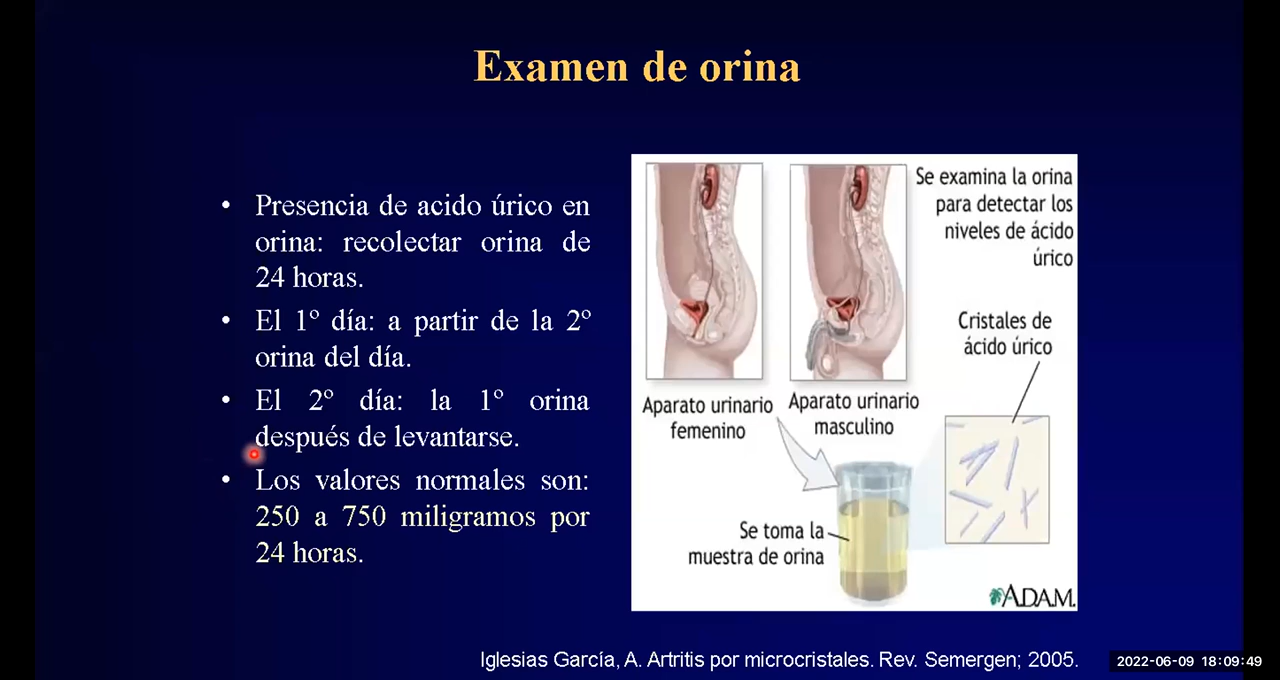 Examen de orina
• Presencia de acido úrico en
orina: recolectar orina de
24 horas.
• El 1º día: a partir de la 2º
orina del día.
• El 2º día: la 1º orina
después de levantarse.
• Los valores normales son:
250 a 750 miligramos por
24 horas.
Se examina la orina
para detectar los
niveles de ácido
úrico
Cristales de
ácido úrico
Aparato urinario
femenino
Aparato urinario
masculino
Se toma la
muestra de orina
A.D.A.M.
Iglesias García, A. Artritis por microcristales. Rev. Semergen; 2005.
2022-06-09 18:09:49